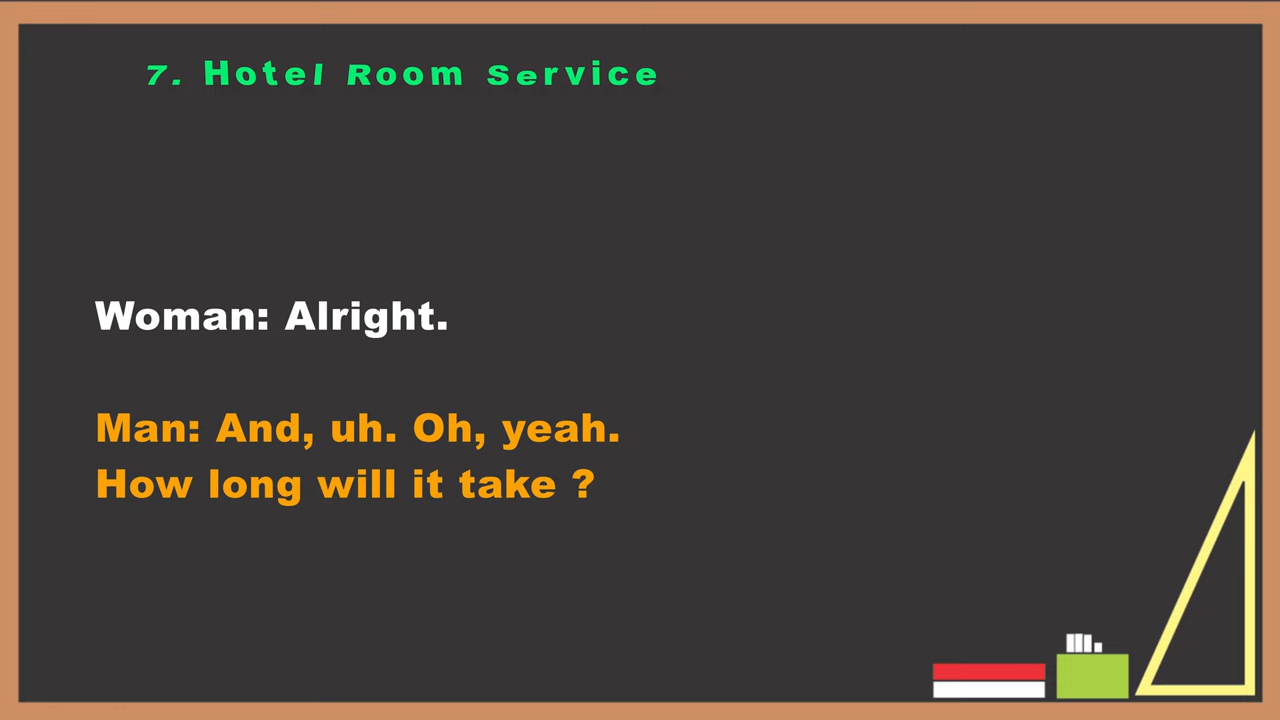 7. Hotel Room Service
Woman: Alright.
Man: And, uh. Oh, yeah.
How long will it take ?